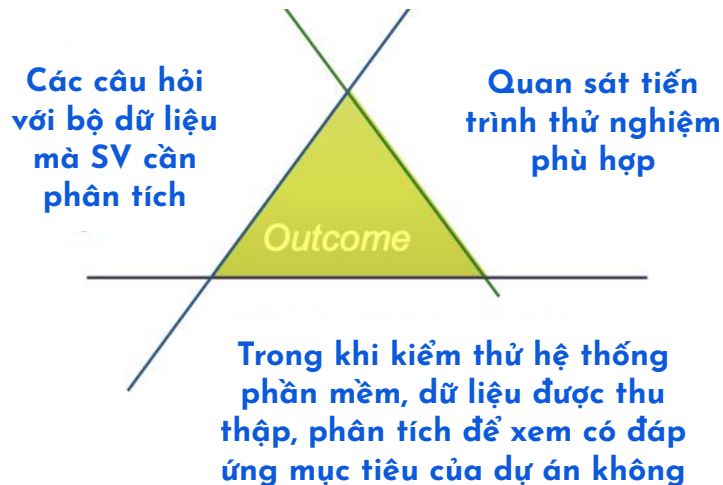 Các câu hỏi
với bộ dữ liệu
mà SV cần
phân tích
Quan sát tiến
trình thử nghiệm
phù hợp
Outcome
Trong khi kiểm thử hệ thống
phần mềm, dữ liệu được thu
thập, phân tích để xem có đáp
ứng mục tiêu của dự án không